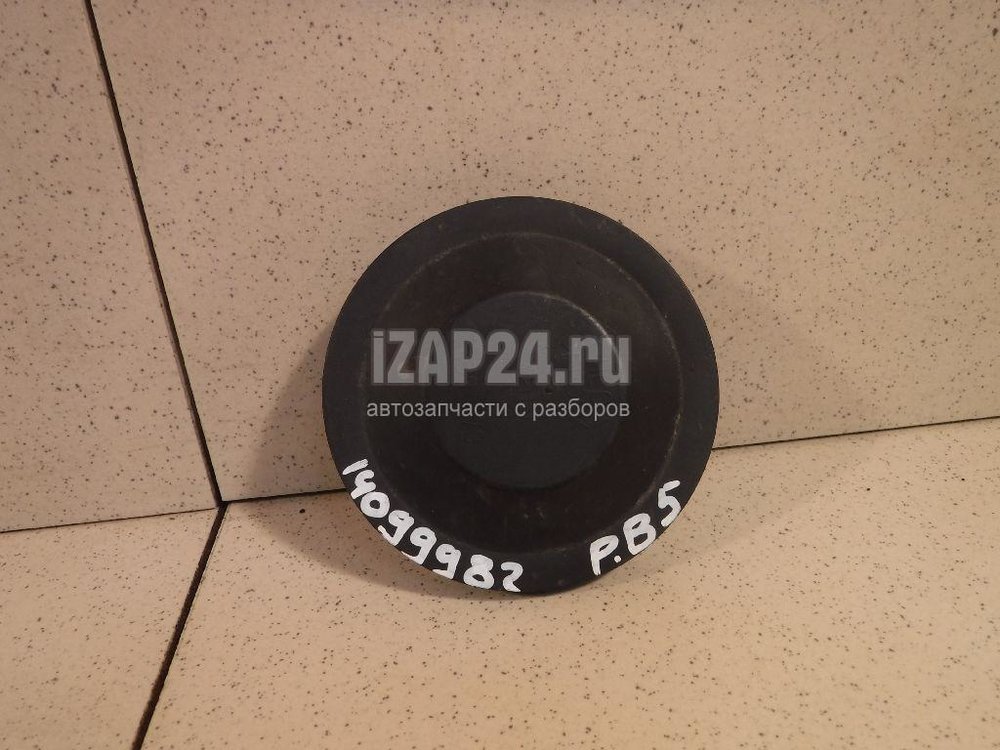 iZAP24.ru
автозапчасти с разборов
14099982
P.B5